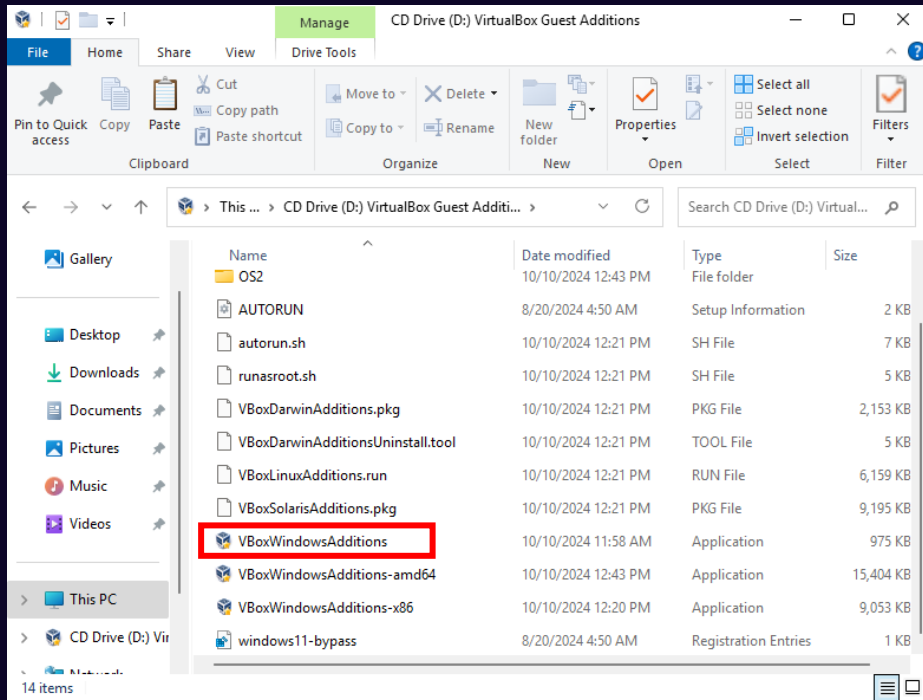 Manage
CD Drive (D:) VirtualBox Guest Additions
File
Home
Share
View
Drive Tools
Pin to Quick access
Copy
Paste
Cut
Copy path
Paste shortcut
Clipboard
Move to
Copy to
Delete
Rename
Organize
New folder
New
Properties
Open
Select all
Select none
Invert selection
Select
Filters
Filter
This ... > CD Drive (D:) VirtualBox Guest Additi... >
Search CD Drive (D:) Virtual...
Gallery
Desktop
Downloads
Documents
Pictures
Music
Videos
This PC
CD Drive (D:) Vir
Network
Name Date modified Type Size
OS2 10/10/2024 12:43 PM File folder
AUTORUN 8/20/2024 4:50 AM Setup Information 2 KB
autorun.sh 10/10/2024 12:21 PM SH File 7 KB
runasroot.sh 10/10/2024 12:21 PM SH File 5 KB
VBoxDarwinAdditions.pkg 10/10/2024 12:21 PM PKG File 2,153 KB
VBoxDarwinAdditionsUninstall.tool 10/10/2024 12:21 PM TOOL File 5 KB
VBoxLinuxAdditions.run 10/10/2024 12:21 PM RUN File 6,159 KB
VBoxSolarisAdditions.pkg 10/10/2024 12:21 PM PKG File 9,195 KB
VBoxWindowsAdditions 10/10/2024 11:58 AM Application 975 KB
VBoxWindowsAdditions-amd64 10/10/2024 12:43 PM Application 15,404 KB
VBoxWindowsAdditions-x86 10/10/2024 12:20 PM Application 9,053 KB
windows11-bypass 8/20/2024 4:50 AM Registration Entries 1 KB
14 items